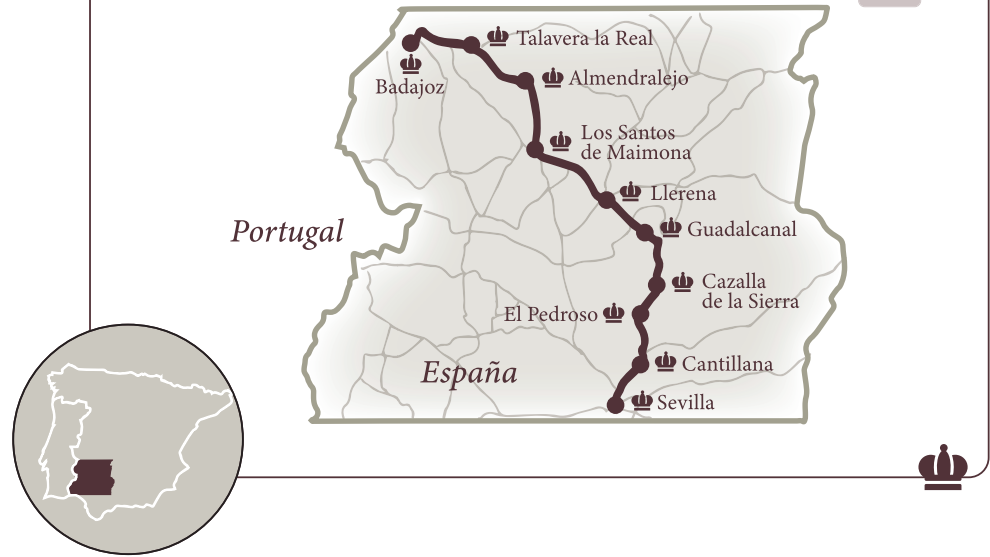 Talavera la Real
Badajoz
Almendralejo
Los Santos
de Maimona
Llerena
Portugal
Guadalcanal
Cazalla
de la Sierra
El Pedroso
España
Cantillana
Sevilla